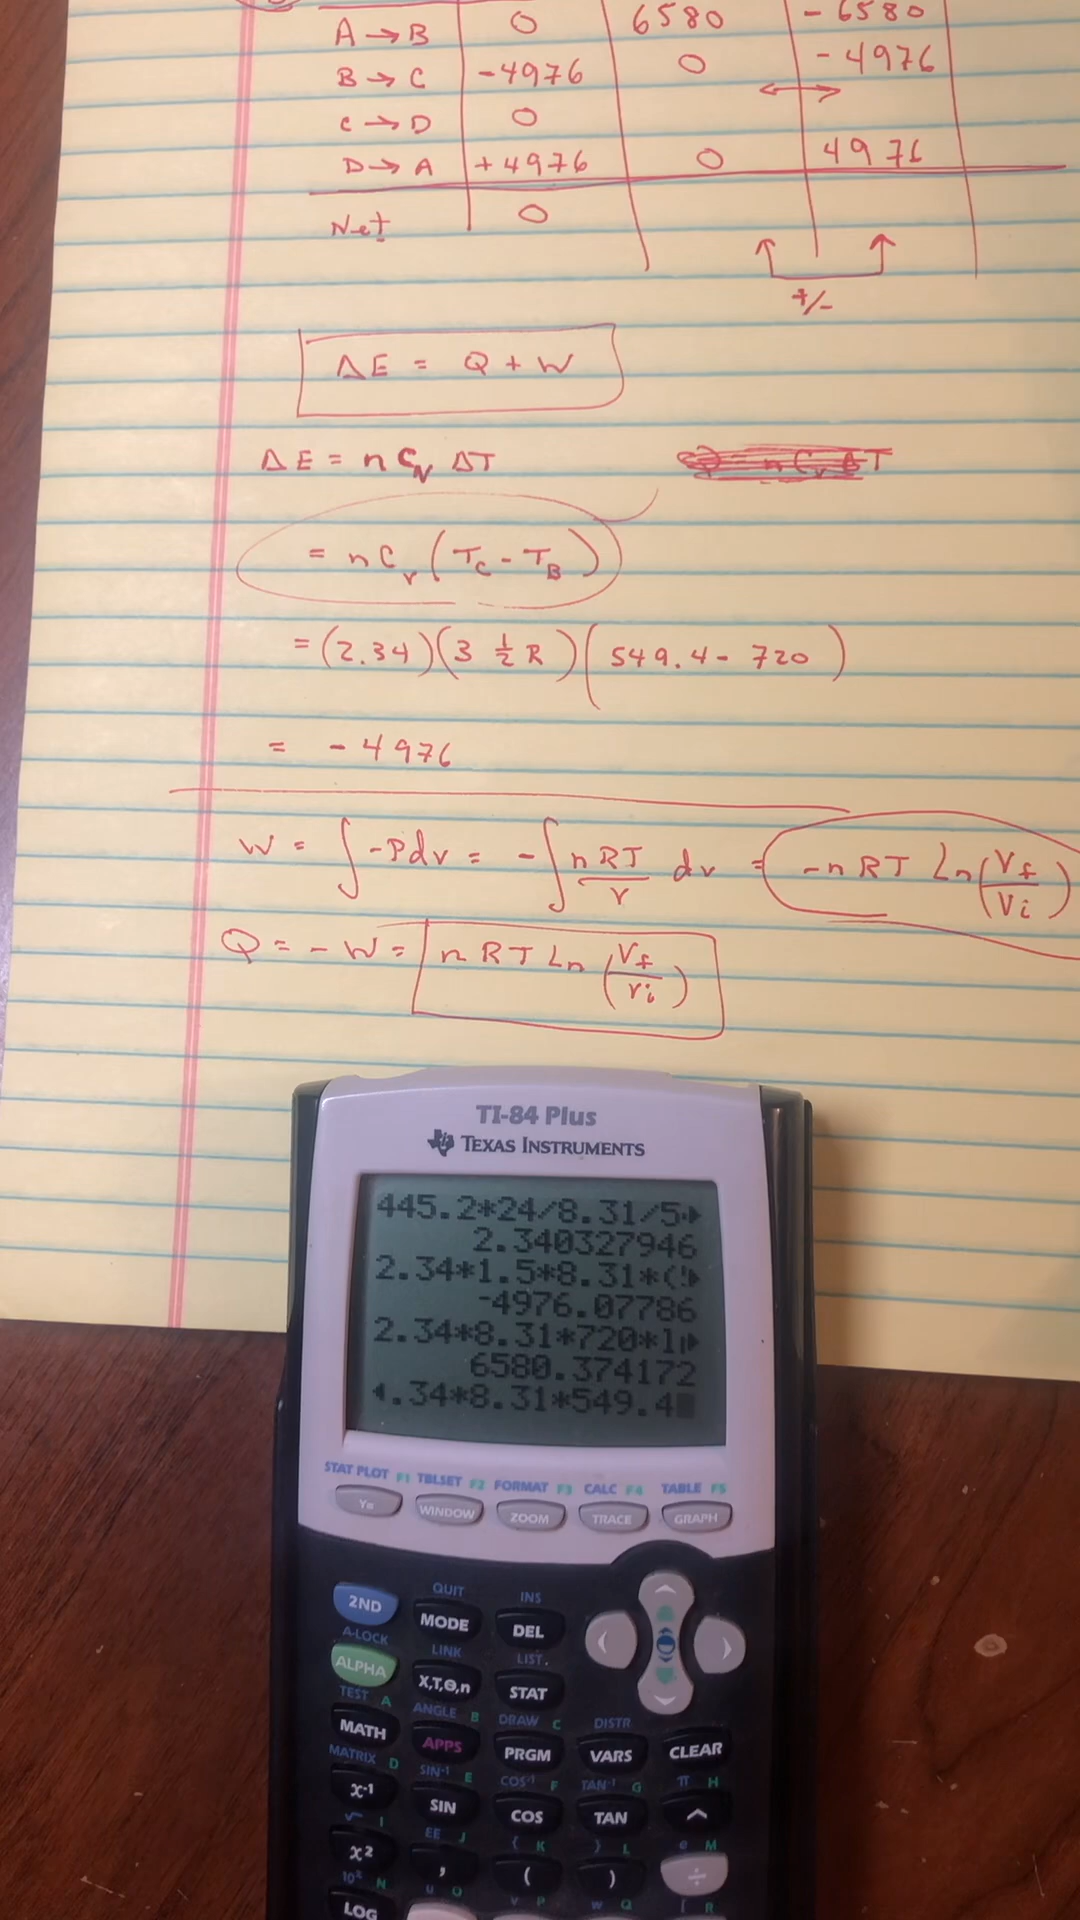 A → B 0 6580 - 6580
B → C -4976 0 -4976
C → D 0
D → A +4976 0 4976
Net 0
+/-
ΔE = Q + W
ΔE = n Cv ΔT
= n Cv (TC - TB)
= (2.34)(3 1/2 R)(549.4 - 720)
= - 4976
W = ∫ -Pdv = - ∫ nRT/v dv = -nRT Ln (Vf/Vi)
Q = - W = n RT Ln (Vf/Vi)
TI-84 Plus
TEXAS INSTRUMENTS
445.2*24/8.31/5
2.340327946
2.34*1.5*8.31*(5
-4976.07786
2.34*8.31*720*ln
6580.374172
.34*8.31*549.4
STAT PLOT F1 TBLSET F2 FORMAT F3 CALC F4 TABLE F5
Y= WINDOW ZOOM TRACE GRAPH
QUIT INS
2ND MODE DEL
A-LOCK LINK LIST
ALPHA X,T,θ,n STAT
TEST A ANGLE B DRAW C DISTR
MATH APPS PRGM VARS CLEAR
MATRIX D SIN-1 E COS-1 F TAN-1 G π H
x-1 SIN COS TAN ^
√ I EE J { K } L e M
x2 , ( ) ÷
10x N u O v P w Q [ R
LOG